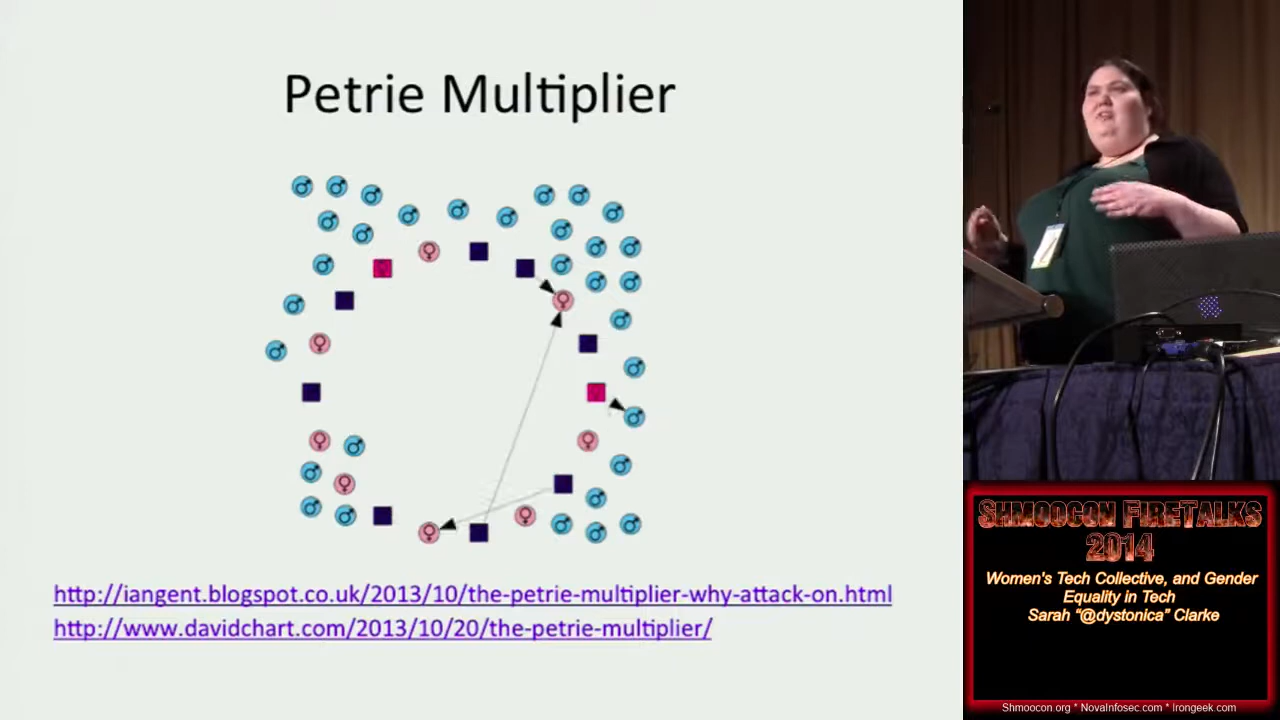 Petrie Multiplier
http://iangent.blogspot.co.uk/2013/10/the-petrie-multiplier-why-attack-on.html
http://www.davidchart.com/2013/10/20/the-petrie-multiplier/
Shmoocon FireTalks
2014
Women's Tech Collective, and Gender
Equality in Tech
Sarah "@dystonica" Clarke
Shmoocon.org * NovaInfosec.com * Irongeek.com